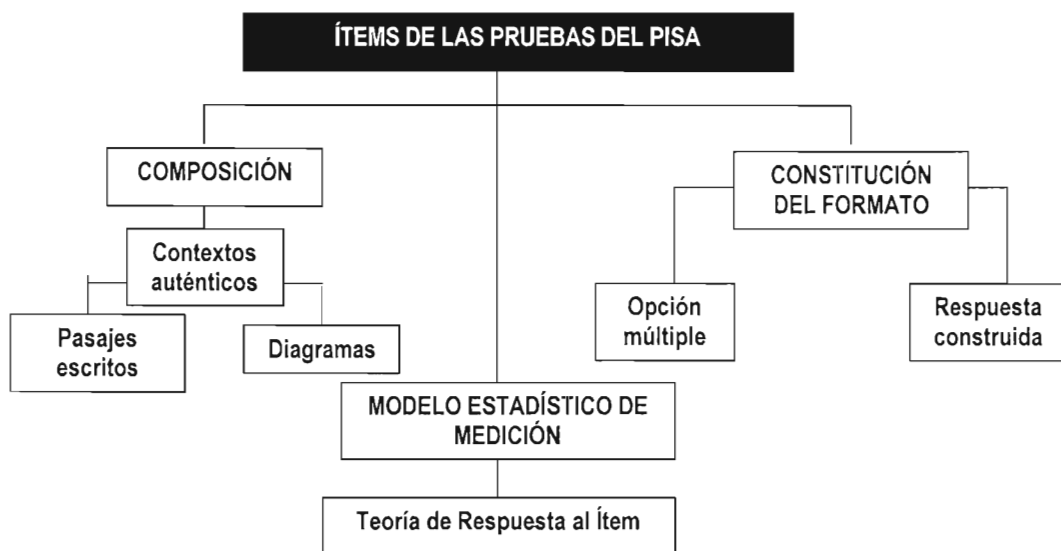 ÍTEMS DE LAS PRUEBAS DEL PISA
COMPOSICIÓN
Contextos
auténticos
Pasajes
escritos
Diagramas
CONSTITUCIÓN
DEL FORMATO
Opción
múltiple
Respuesta
construida
MODELO ESTADÍSTICO DE
MEDICIÓN
Teoría de Respuesta al Ítem